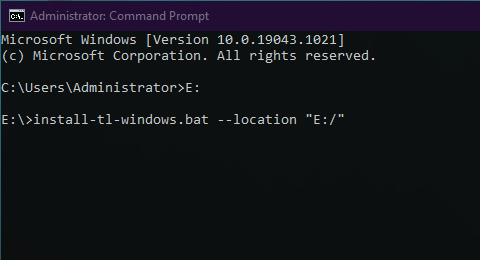 Administrator: Command Prompt
Microsoft Windows [Version 10.0.19043.1021]
(c) Microsoft Corporation. All rights reserved.
C:\Users\Administrator>E:
E:\>install-tl-windows.bat --location "E:/"